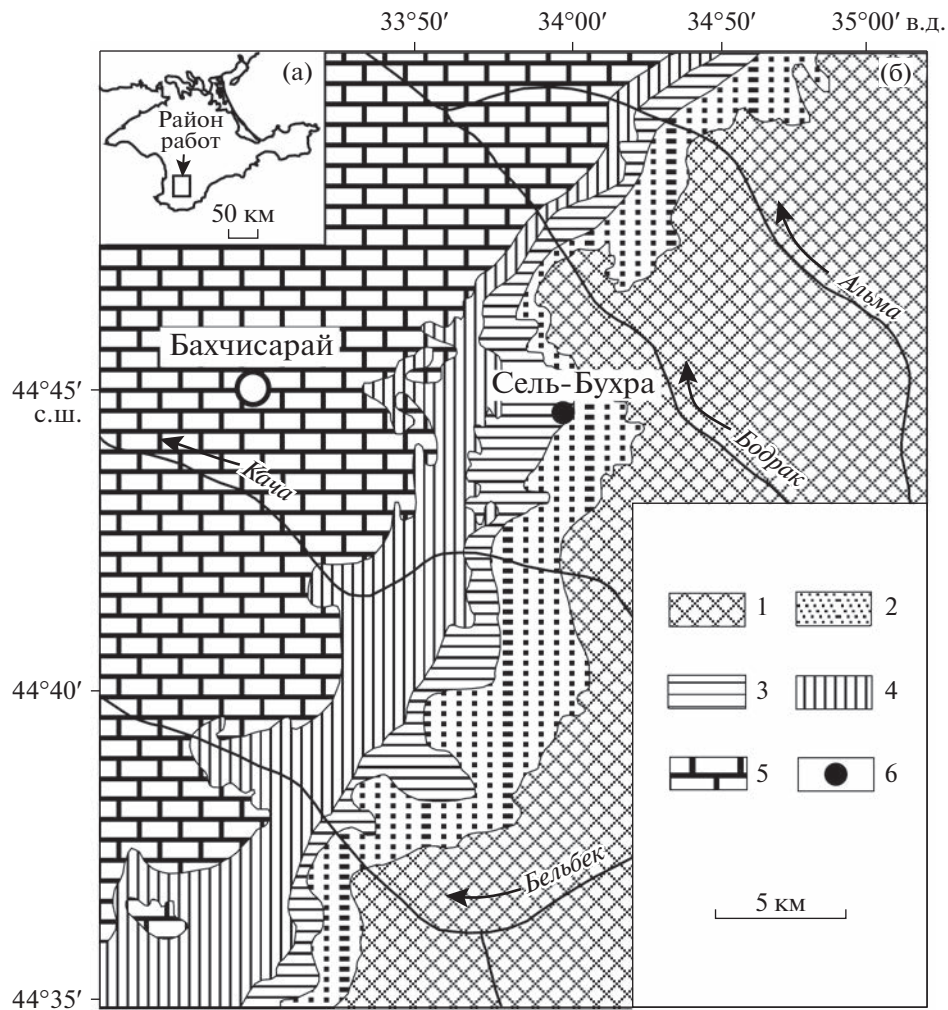 33°50′ 34°00′ 34°50′ 35°00′ в.д.
(а) (б)
Район
работ
50 км
Альма
Бахчисарай
Сель-Бухра
44°45′
с.ш.
Бодрак
Кача
1 2
3 4
44°40′
5 6
5 км
Бельбек
44°35′